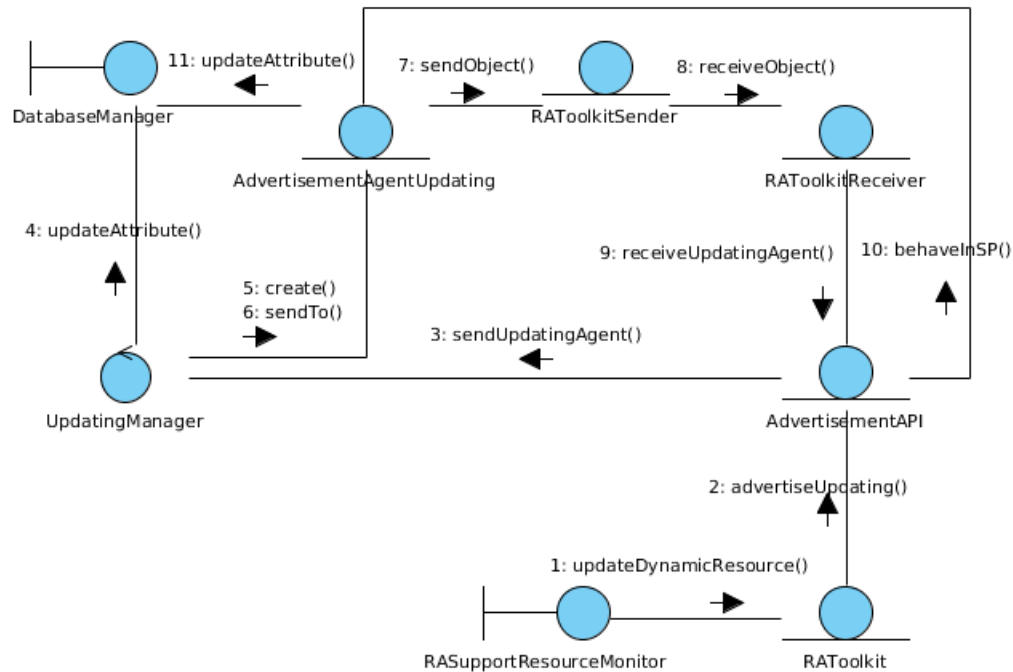 11: updateAttribute()
7: sendObject()
8: receiveObject()
DatabaseManager
RAToolkitSender
AdvertisementAgentUpdating
RAToolkitReceiver
4: updateAttribute()
9: receiveUpdatingAgent()
10: behaveInSP()
5: create()
6: sendTo()
3: sendUpdatingAgent()
UpdatingManager
AdvertisementAPI
2: advertiseUpdating()
1: updateDynamicResource()
RASupportResourceMonitor
RAToolkit